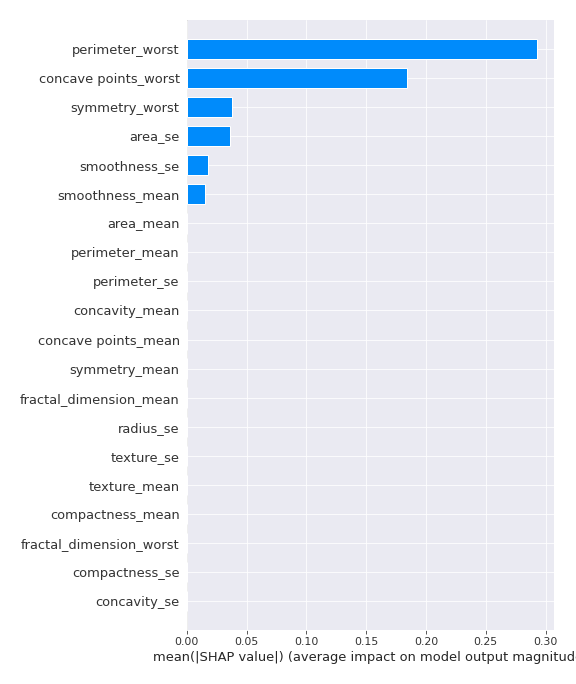 perimeter_worst
concave points_worst
symmetry_worst
area_se
smoothness_se
smoothness_mean
area_mean
perimeter_mean
perimeter_se
concavity_mean
concave points_mean
symmetry_mean
fractal_dimension_mean
radius_se
texture_se
texture_mean
compactness_mean
fractal_dimension_worst
compactness_se
concavity_se
0.00 0.05 0.10 0.15 0.20 0.25 0.30
mean(|SHAP value|) (average impact on model output magnitud